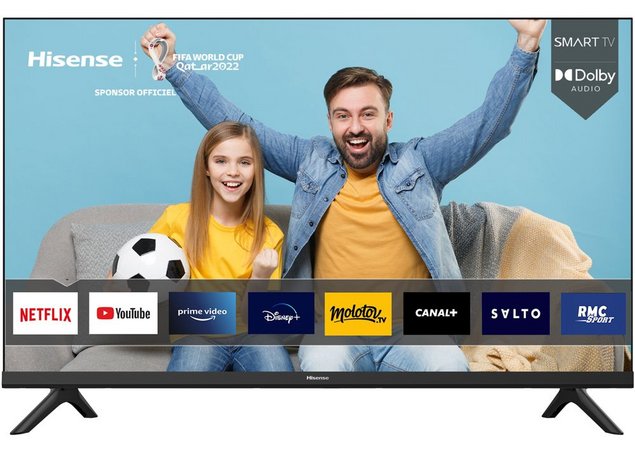 Hisense
FIFA WORLD CUP
Qat_ar2022
SPONSOR OFFICIEL
SMART TV
Dolby
AUDIO
NETFLIX
YouTube
prime video
Disney+
Molotov.TV
CANAL+
SALTO
RMC
SPORT
Hisense